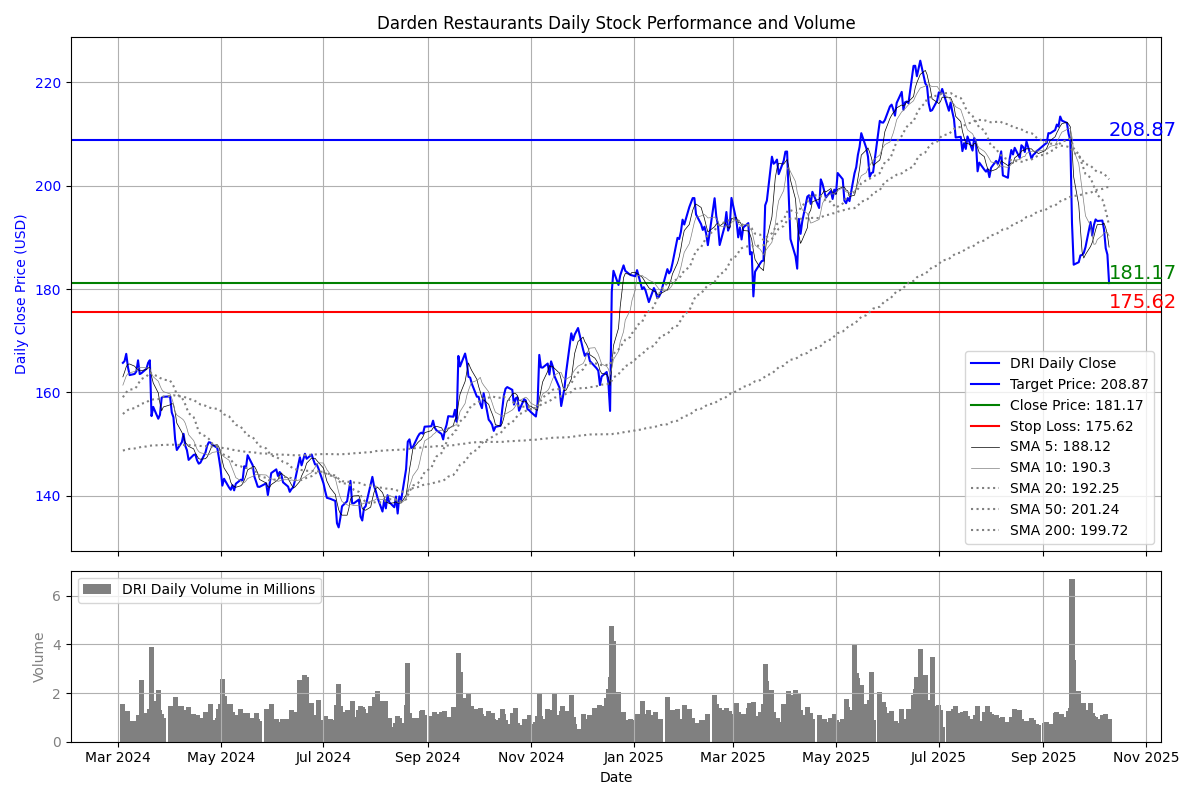 Darden Restaurants Daily Stock Performance and Volume
Daily Close Price (USD)
220
200
180
160
140
208.87
181.17
175.62
DRI Daily Close
Target Price: 208.87
Close Price: 181.17
Stop Loss: 175.62
SMA 5: 188.12
SMA 10: 190.3
SMA 20: 192.25
SMA 50: 201.24
SMA 200: 199.72
DRI Daily Volume in Millions
Volume
6
4
2
0
Mar 2024 May 2024 Jul 2024 Sep 2024 Nov 2024 Jan 2025 Mar 2025 May 2025 Jul 2025 Sep 2025 Nov 2025
Date